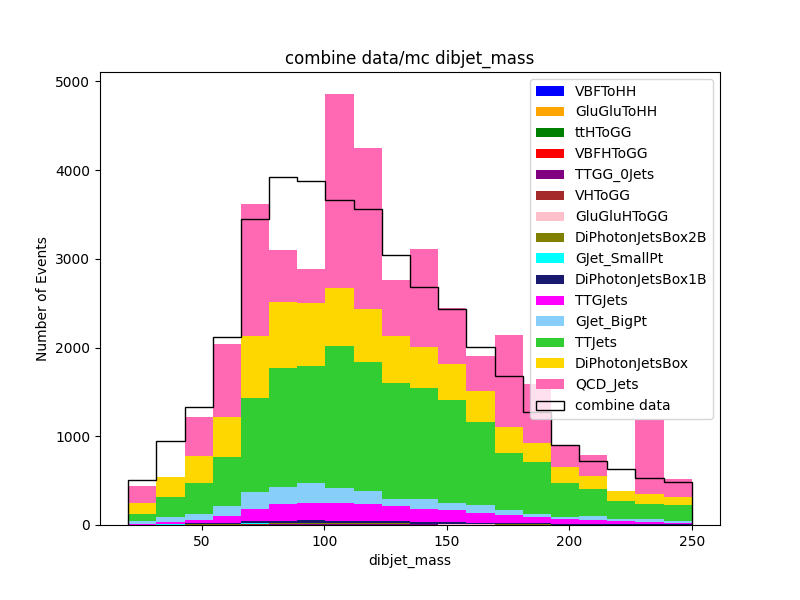 combine data/mc dibjet_mass
Number of Events
5000
4000
3000
2000
1000
0
50
100
150
200
250
dibjet_mass
VBFToHH
GluGluToHH
ttHToGG
VBFHToGG
TTGG_0Jets
VHToGG
GluGluHToGG
DiPhotonJetsBox2B
GJet_SmallPt
DiPhotonJetsBox1B
TTGJets
GJet_BigPt
TTJets
DiPhotonJetsBox
QCD_Jets
combine data